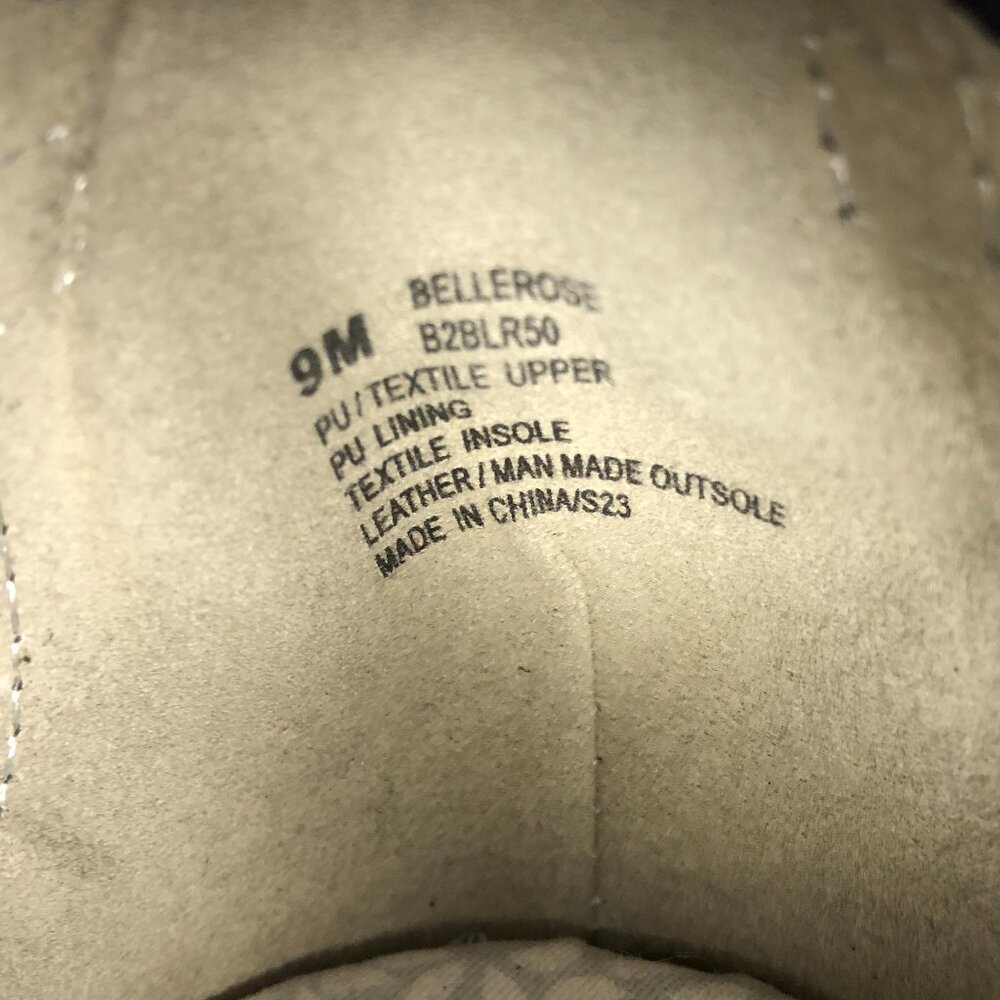 BELLEROSE
9M B2BLR50
PU/TEXTILE UPPER
PU LINING
TEXTILE INSOLE
LEATHER/MAN MADE OUTSOLE
MADE IN CHINA/S23